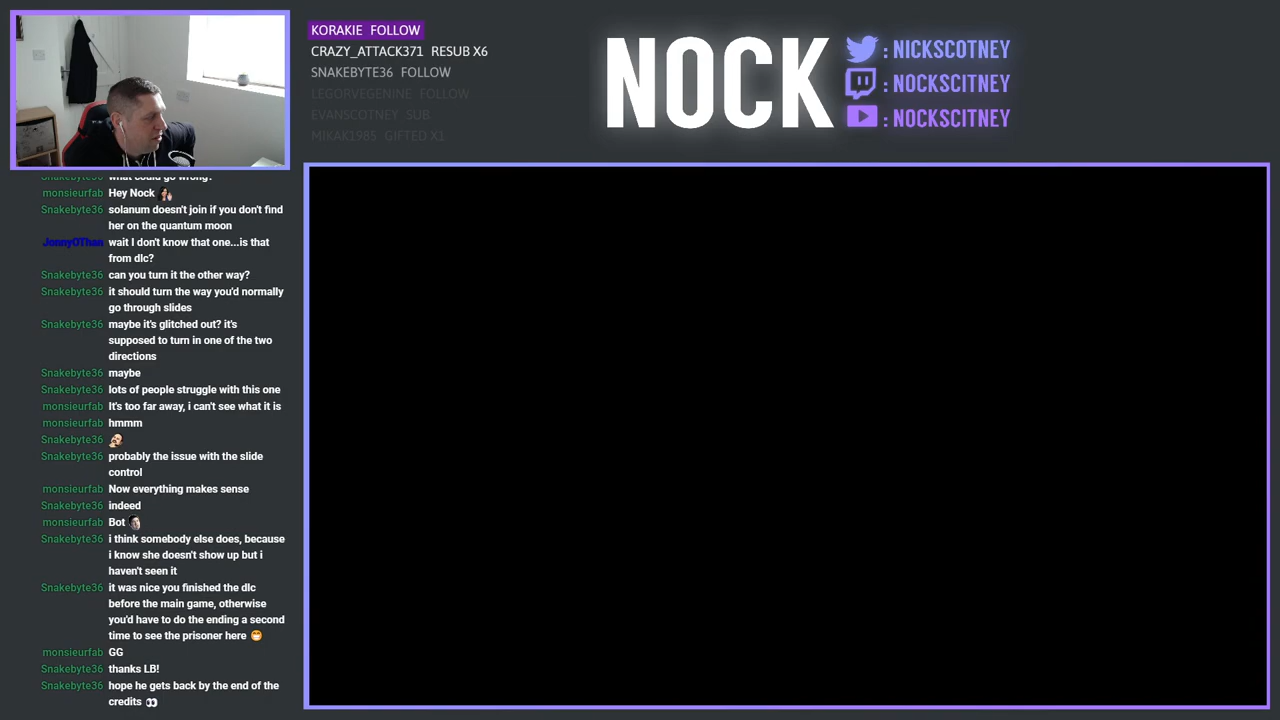 KORAKIE FOLLOW
CRAZY_ATTACK371 RESUB X6
SNAKEBYTE36 FOLLOW
LEGORVEGENINE FOLLOW
EVANSCOTNEY SUB
MIKAK1985 GIFTED X1
NOCK
: NICKSCOTNEY
: NOCKSCITNEY
: NOCKSCITNEY
what could go wrong?
monsieurfab Hey Nock
Snakebyte36 solanum doesn't join if you don't find
her on the quantum moon
JonnyOThan wait I don't know that one...is that
from dlc?
Snakebyte36 can you turn it the other way?
Snakebyte36 it should turn the way you'd normally
go through slides
Snakebyte36 maybe it's glitched out? it's
supposed to turn in one of the two
directions
Snakebyte36 maybe
Snakebyte36 lots of people struggle with this one
monsieurfab It's too far away, i can't see what it is
monsieurfab hmmm
Snakebyte36
Snakebyte36 probably the issue with the slide
control
monsieurfab Now everything makes sense
Snakebyte36 indeed
monsieurfab Bot
Snakebyte36 i think somebody else does, because
i know she doesn't show up but i
haven't seen it
Snakebyte36 it was nice you finished the dlc
before the main game, otherwise
you'd have to do the ending a second
time to see the prisoner here
monsieurfab GG
Snakebyte36 thanks LB!
Snakebyte36 hope he gets back by the end of the
credits